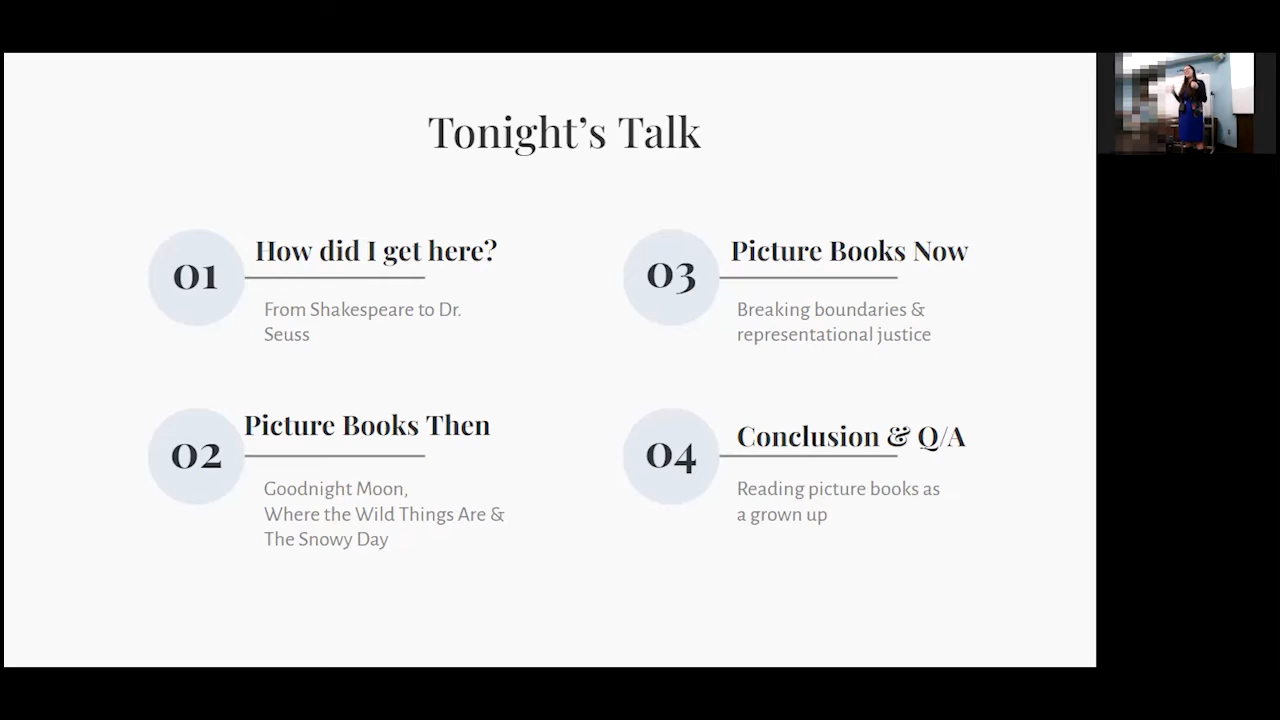 Tonight’s Talk
01
How did I get here?
From Shakespeare to Dr.
Seuss
02
Picture Books Then
Goodnight Moon,
Where the Wild Things Are &
The Snowy Day
03
Picture Books Now
Breaking boundaries &
representational justice
04
Conclusion & Q/A
Reading picture books as
a grown up